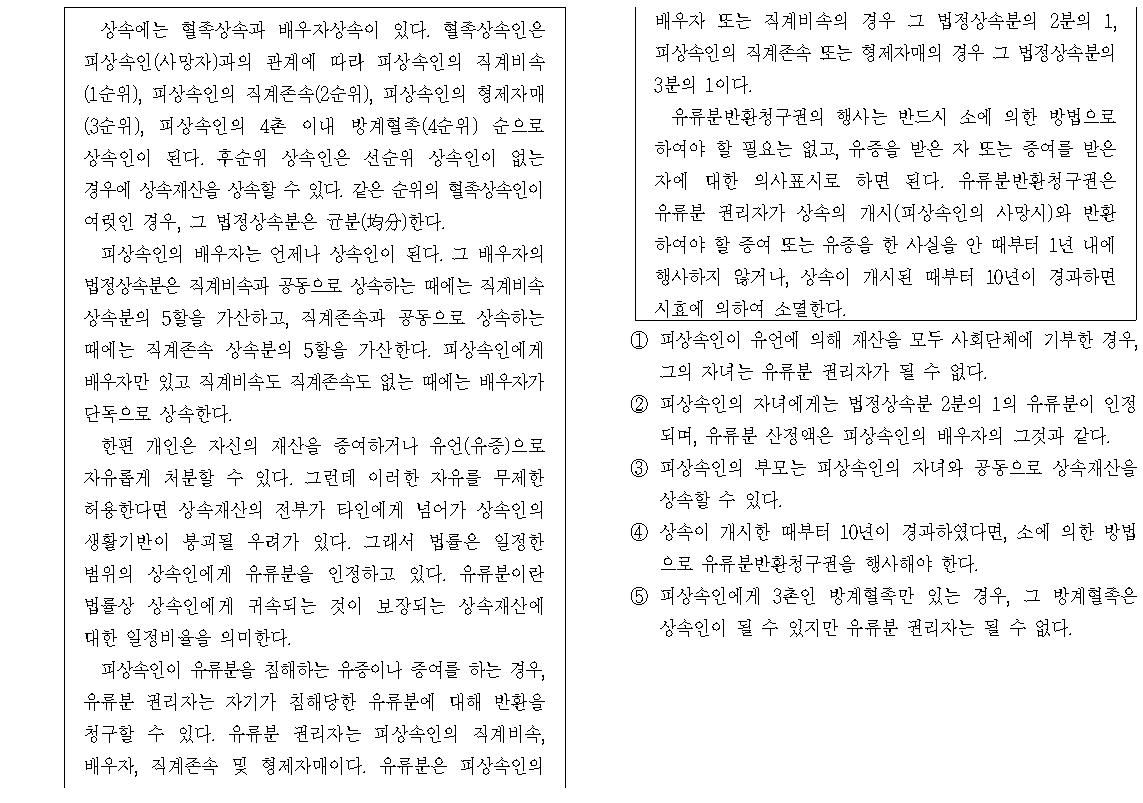 상속에는 혈족상속과 배우자상속이 있다. 혈족상속인은
피상속인(사망자)과의 관계에 따라 피상속인의 직계비속
(1순위), 피상속인의 직계존속(2순위), 피상속인의 형제자매
(3순위), 피상속인의 4촌 이내 방계혈족(4순위) 순으로
상속인이 된다. 후순위 상속인은 선순위 상속인이 없는
경우에 상속재산을 상속할 수 있다. 같은 순위의 혈족상속인이
여럿인 경우, 그 법정상속분은 균분(均分)한다.
피상속인의 배우자는 언제나 상속인이 된다. 그 배우자의
법정상속분은 직계비속과 공동으로 상속하는 때에는 직계비속
상속분의 5할을 가산하고, 직계존속과 공동으로 상속하는
때에는 직계존속 상속분의 5할을 가산한다. 피상속인에게
배우자만 있고 직계비속도 직계존속도 없는 때에는 배우자가
단독으로 상속한다.
한편 개인은 자신의 재산을 증여하거나 유언(유증)으로
자유롭게 처분할 수 있다. 그런데 이러한 자유를 무제한
허용한다면 상속재산의 전부가 타인에게 넘어가 상속인의
생활기반이 붕괴될 우려가 있다. 그래서 법률은 일정한
범위의 상속인에게 유류분을 인정하고 있다. 유류분이란
법률상 상속인에게 귀속되는 것이 보장되는 상속재산에
대한 일정비율을 의미한다.
피상속인이 유류분을 침해하는 유증이나 증여를 하는 경우,
유류분 권리자는 자기가 침해당한 유류분에 대해 반환을
청구할 수 있다. 유류분 권리자는 피상속인의 직계비속,
배우자, 직계존속 및 형제자매이다. 유류분은 피상속인의
배우자 또는 직계비속의 경우 그 법정상속분의 2분의 1,
피상속인의 직계존속 또는 형제자매의 경우 그 법정상속분의
3분의 1이다.
유류분반환청구권의 행사는 반드시 소에 의한 방법으로
하여야 할 필요는 없고, 유증을 받은 자 또는 증여를 받은
자에 대한 의사표시로 하면 된다. 유류분반환청구권은
유류분 권리자가 상속의 개시(피상속인의 사망시)와 반환
하여야 할 증여 또는 유증을 한 사실을 안 때부터 1년 내에
행사하지 않거나, 상속이 개시된 때부터 10년이 경과하면
시효에 의하여 소멸한다.
① 피상속인이 유언에 의해 재산을 모두 사회단체에 기부한 경우,
그의 자녀는 유류분 권리자가 될 수 없다.
② 피상속인의 자녀에게는 법정상속분 2분의 1의 유류분이 인정
되며, 유류분 산정액은 피상속인의 배우자의 그것과 같다.
③ 피상속인의 부모는 피상속인의 자녀와 공동으로 상속재산을
상속할 수 있다.
④ 상속이 개시한 때부터 10년이 경과하였다면, 소에 의한 방법
으로 유류분반환청구권을 행사해야 한다.
⑤ 피상속인에게 3촌인 방계혈족만 있는 경우, 그 방계혈족은
상속인이 될 수 있지만 유류분 권리자는 될 수 없다.